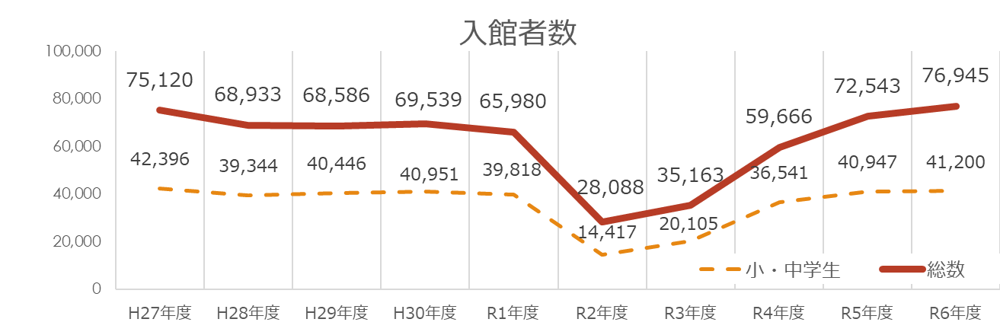 入館者数
100,000
80,000
60,000
40,000
20,000
0
75,120
68,933
68,586
69,539
65,980
28,088
35,163
59,666
72,543
76,945
42,396
39,344
40,446
40,951
39,818
14,417
20,105
36,541
40,947
41,200
小・中学生
総数
H27年度
H28年度
H29年度
H30年度
R1年度
R2年度
R3年度
R4年度
R5年度
R6年度